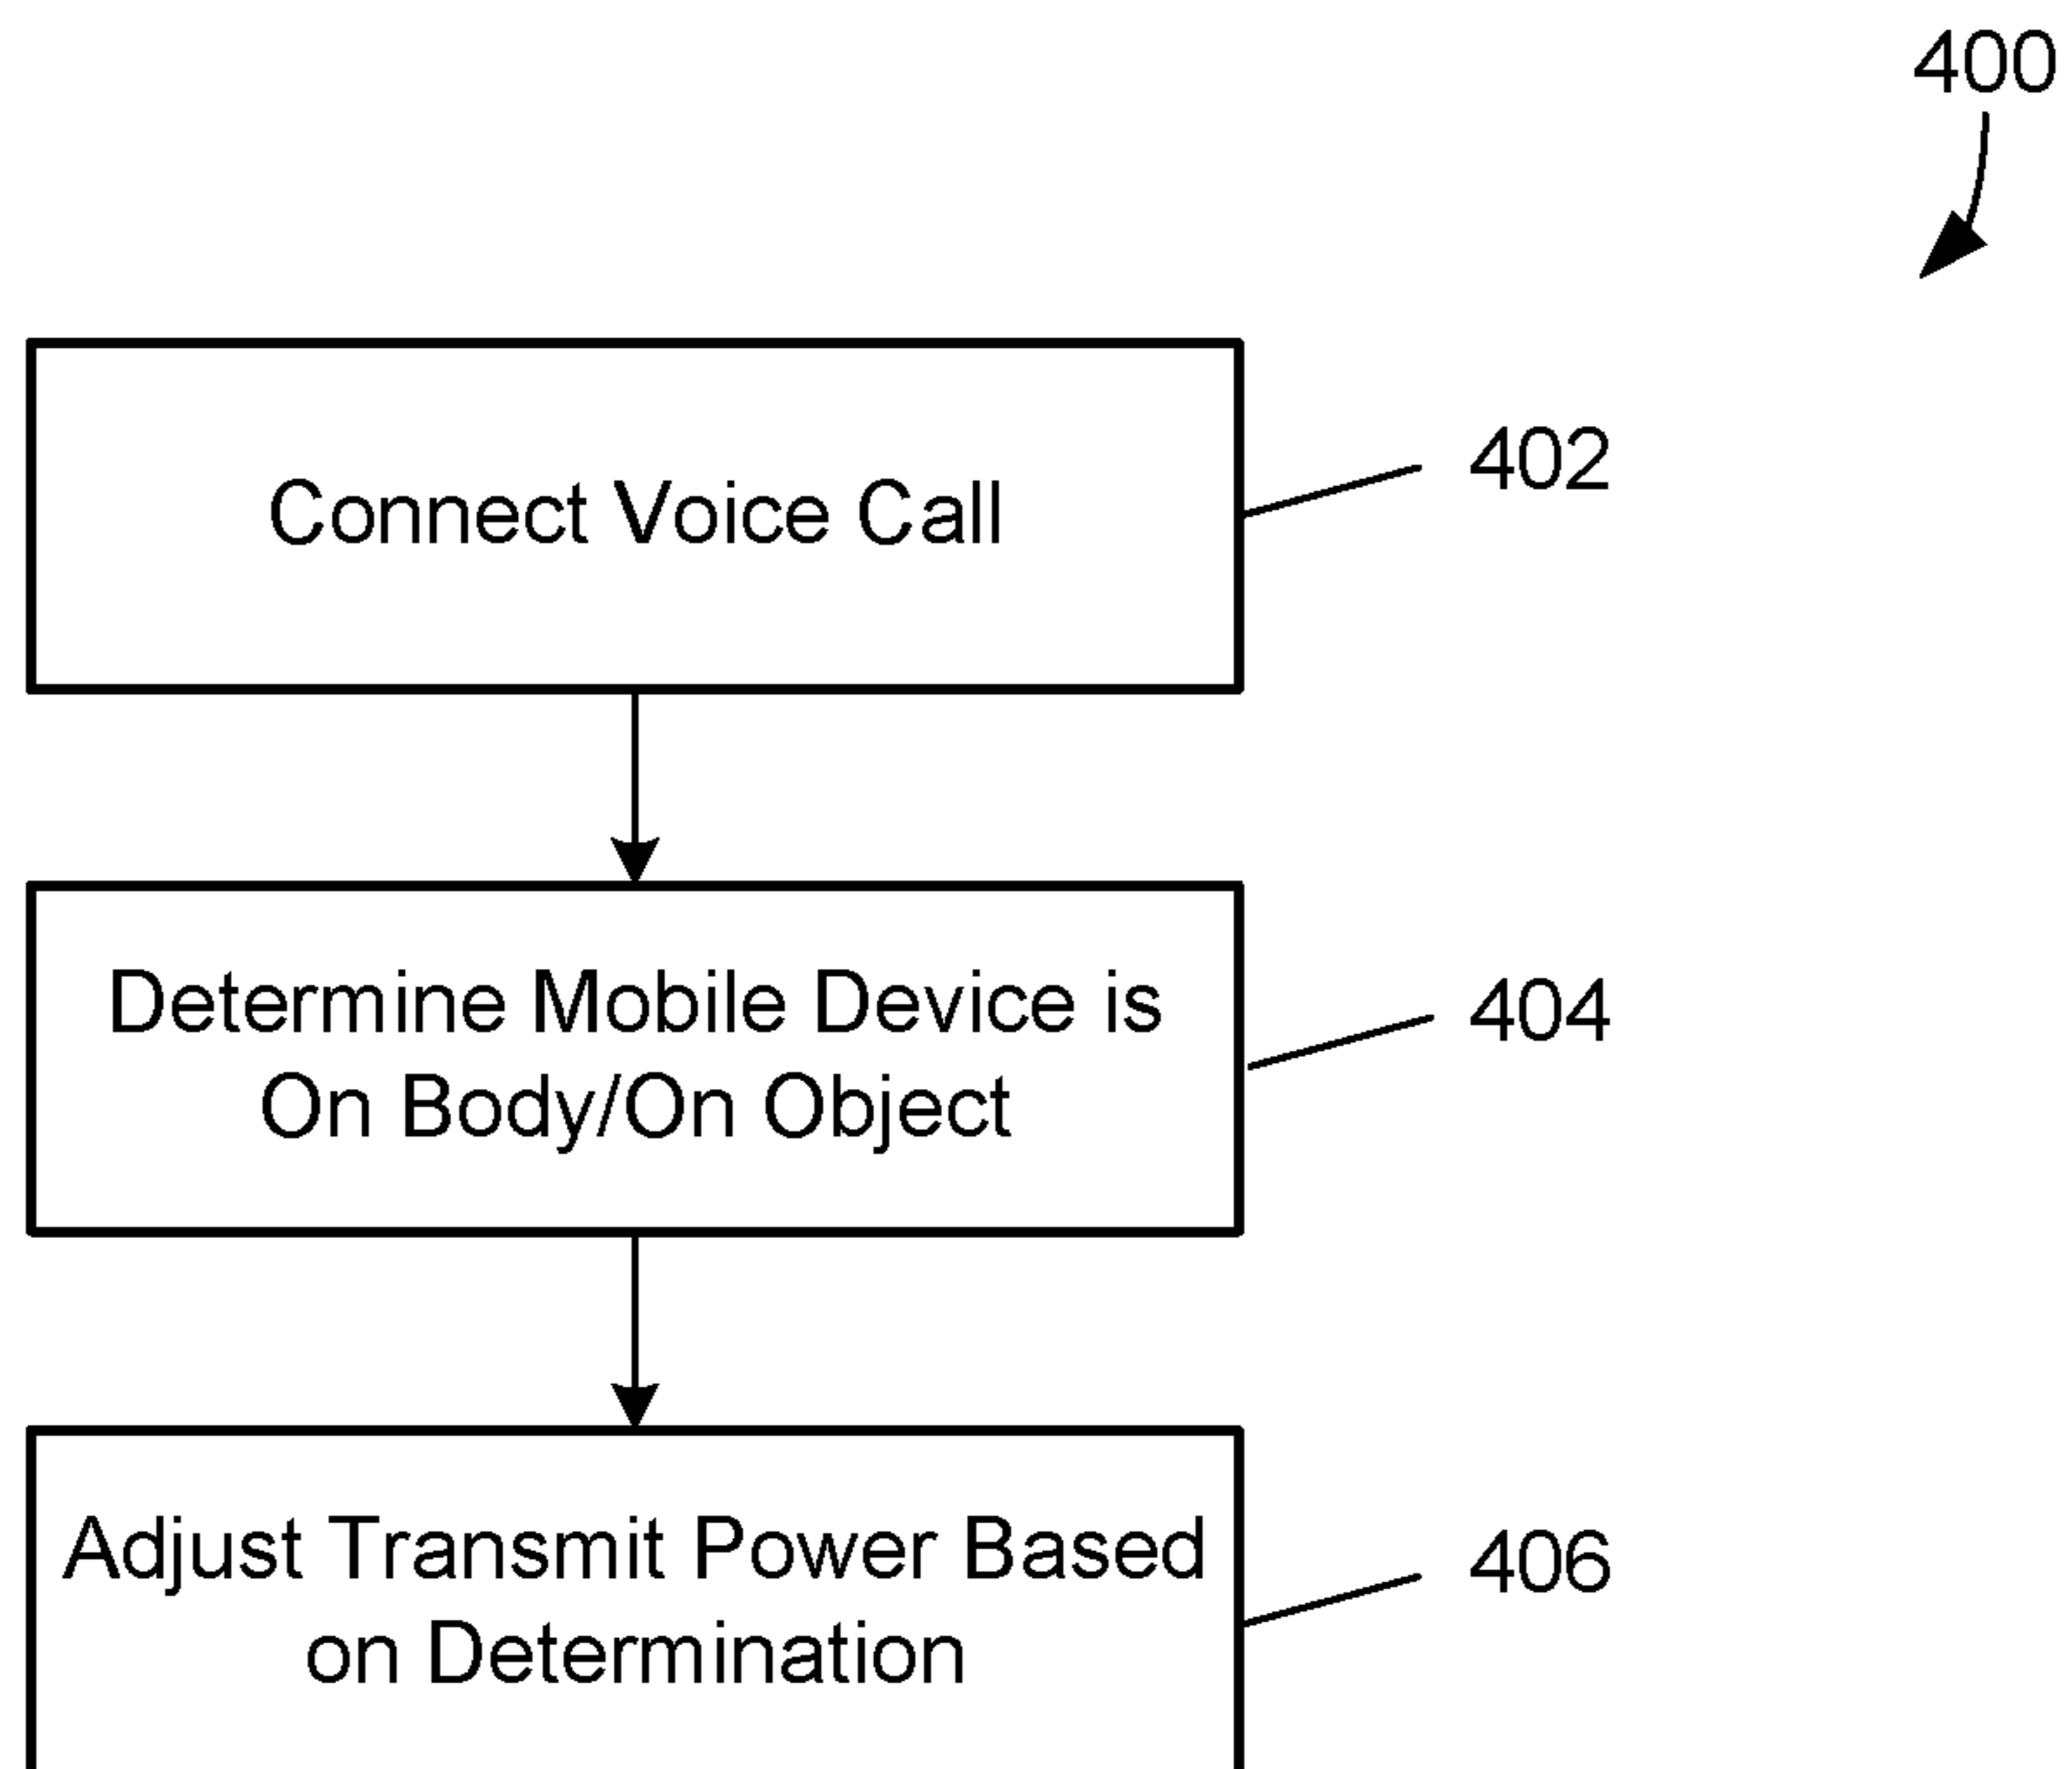 400
Connect Voice Call
402
Determine Mobile Device is
On Body/On Object
404
Adjust Transmit Power Based
on Determination
406